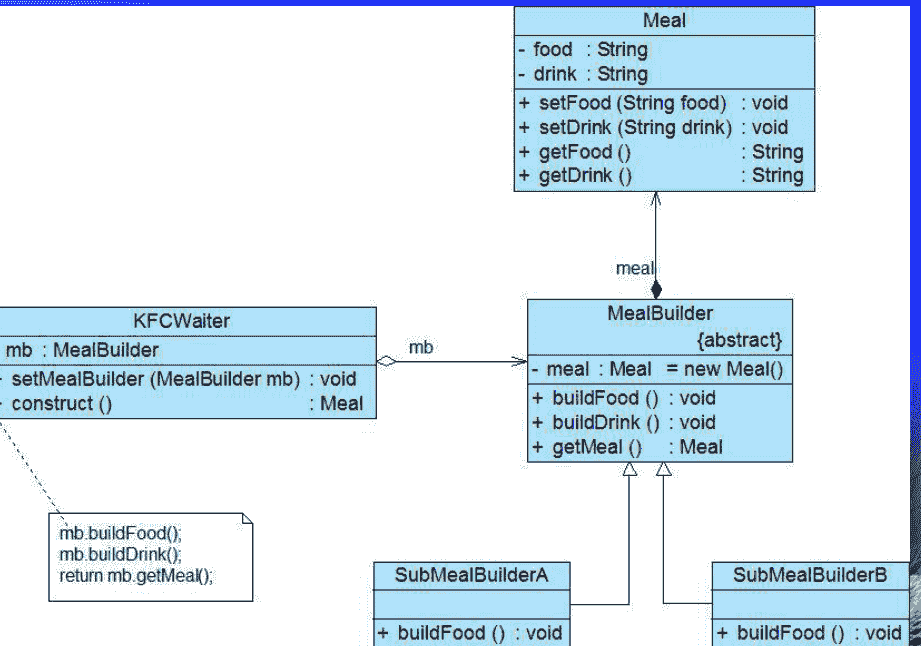 Meal
- food : String
- drink : String
+ setFood (String food) : void
+ setDrink (String drink) : void
+ getFood () : String
+ getDrink () : String
meal
KFCWaiter
mb : MealBuilder
setMealBuilder (MealBuilder mb) : void
construct () : Meal
mb
MealBuilder
{abstract}
- meal : Meal = new Meal()
+ buildFood () : void
+ buildDrink () : void
+ getMeal () : Meal
mb.buildFood();
mb.buildDrink();
return mb.getMeal();
SubMealBuilderA
+ buildFood () : void
SubMealBuilderB
+ buildFood () : void